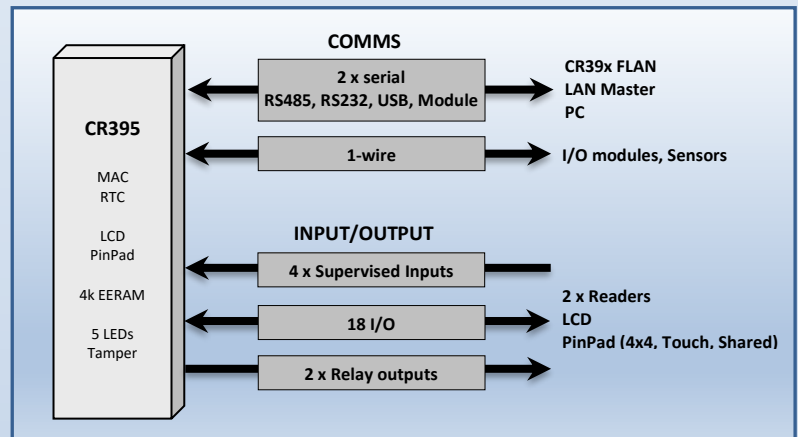 COMMS
CR395
MAC
RTC
LCD
PinPad
4k EERAM
5 LEDs
Tamper
2 x serial
RS485, RS232, USB, Module
CR39x FLAN
LAN Master
PC
1-wire
I/O modules, Sensors
INPUT/OUTPUT
4 x Supervised Inputs
18 I/O
2 x Relay outputs
2 x Readers
LCD
PinPad (4x4, Touch, Shared)